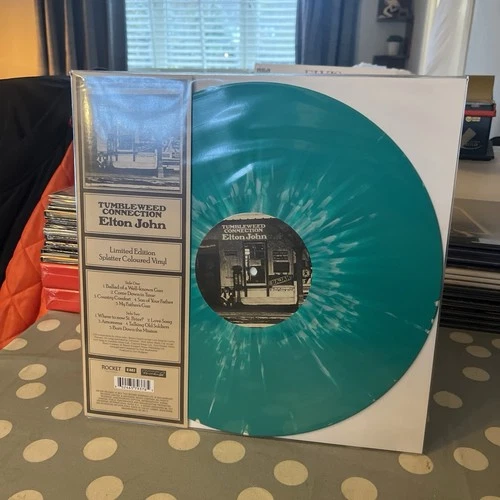 TUMBLEWEED
CONNECTION
Elton John
Limited Edition
Splatter Coloured Vinyl
Side One
1. Ballad of a Well-known Gun
2. Come Down in Time
3. Country Comfort 4. Son of Your Father
5. My Father's Gun
Side Two
1. Where to now St. Peter? 2. Love Song
3. Amoreena 4. Talking Old Soldiers
5. Burn Down the Mission
ROCKET EMI
TUMBLEWEED
CONNECTION
Elton John